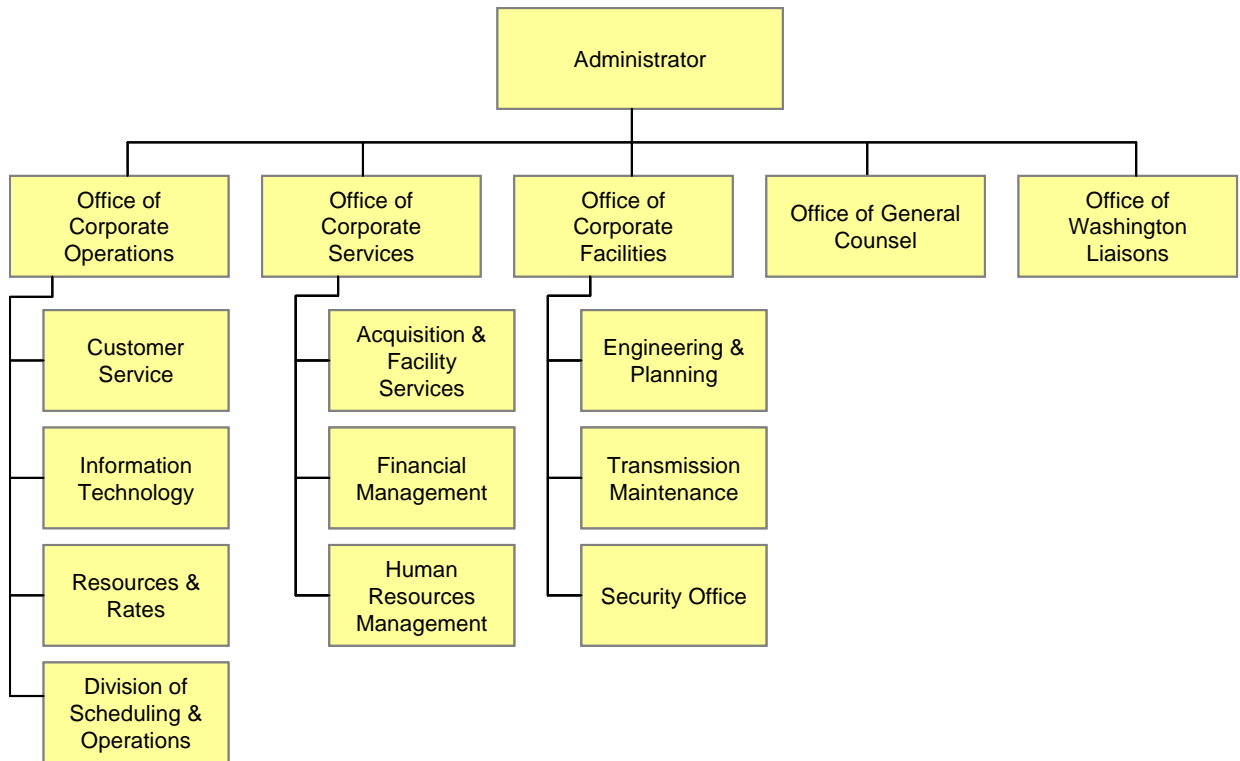 Administrator
Office of
Corporate
Operations
Office of
Corporate
Services
Office of
Corporate
Facilities
Office of General
Counsel
Office of
Washington
Liaisons
Customer
Service
Information
Technology
Resources &
Rates
Division of
Scheduling &
Operations
Acquisition &
Facility
Services
Financial
Management
Human
Resources
Management
Engineering &
Planning
Transmission
Maintenance
Security Office